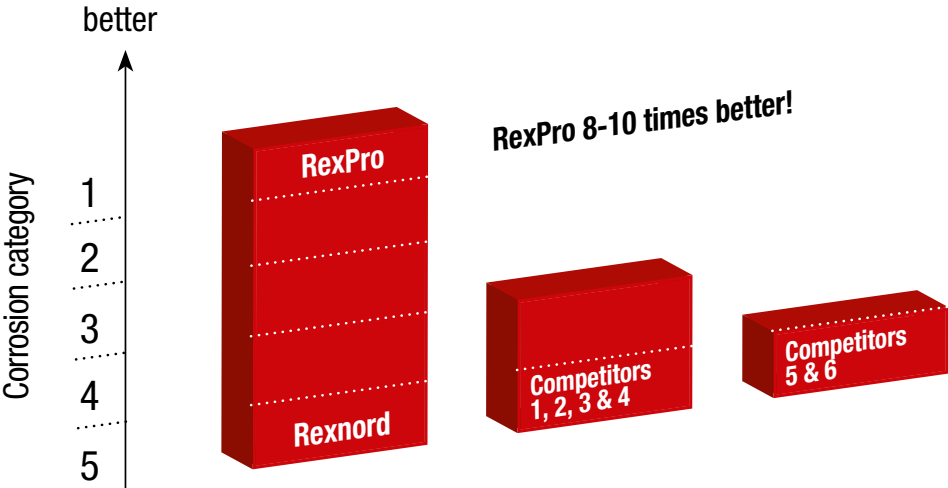 better
Corrosion category
1
2
3
4
5
RexPro
Rexnord
RexPro 8-10 times better!
Competitors
1, 2, 3 & 4
Competitors
5 & 6